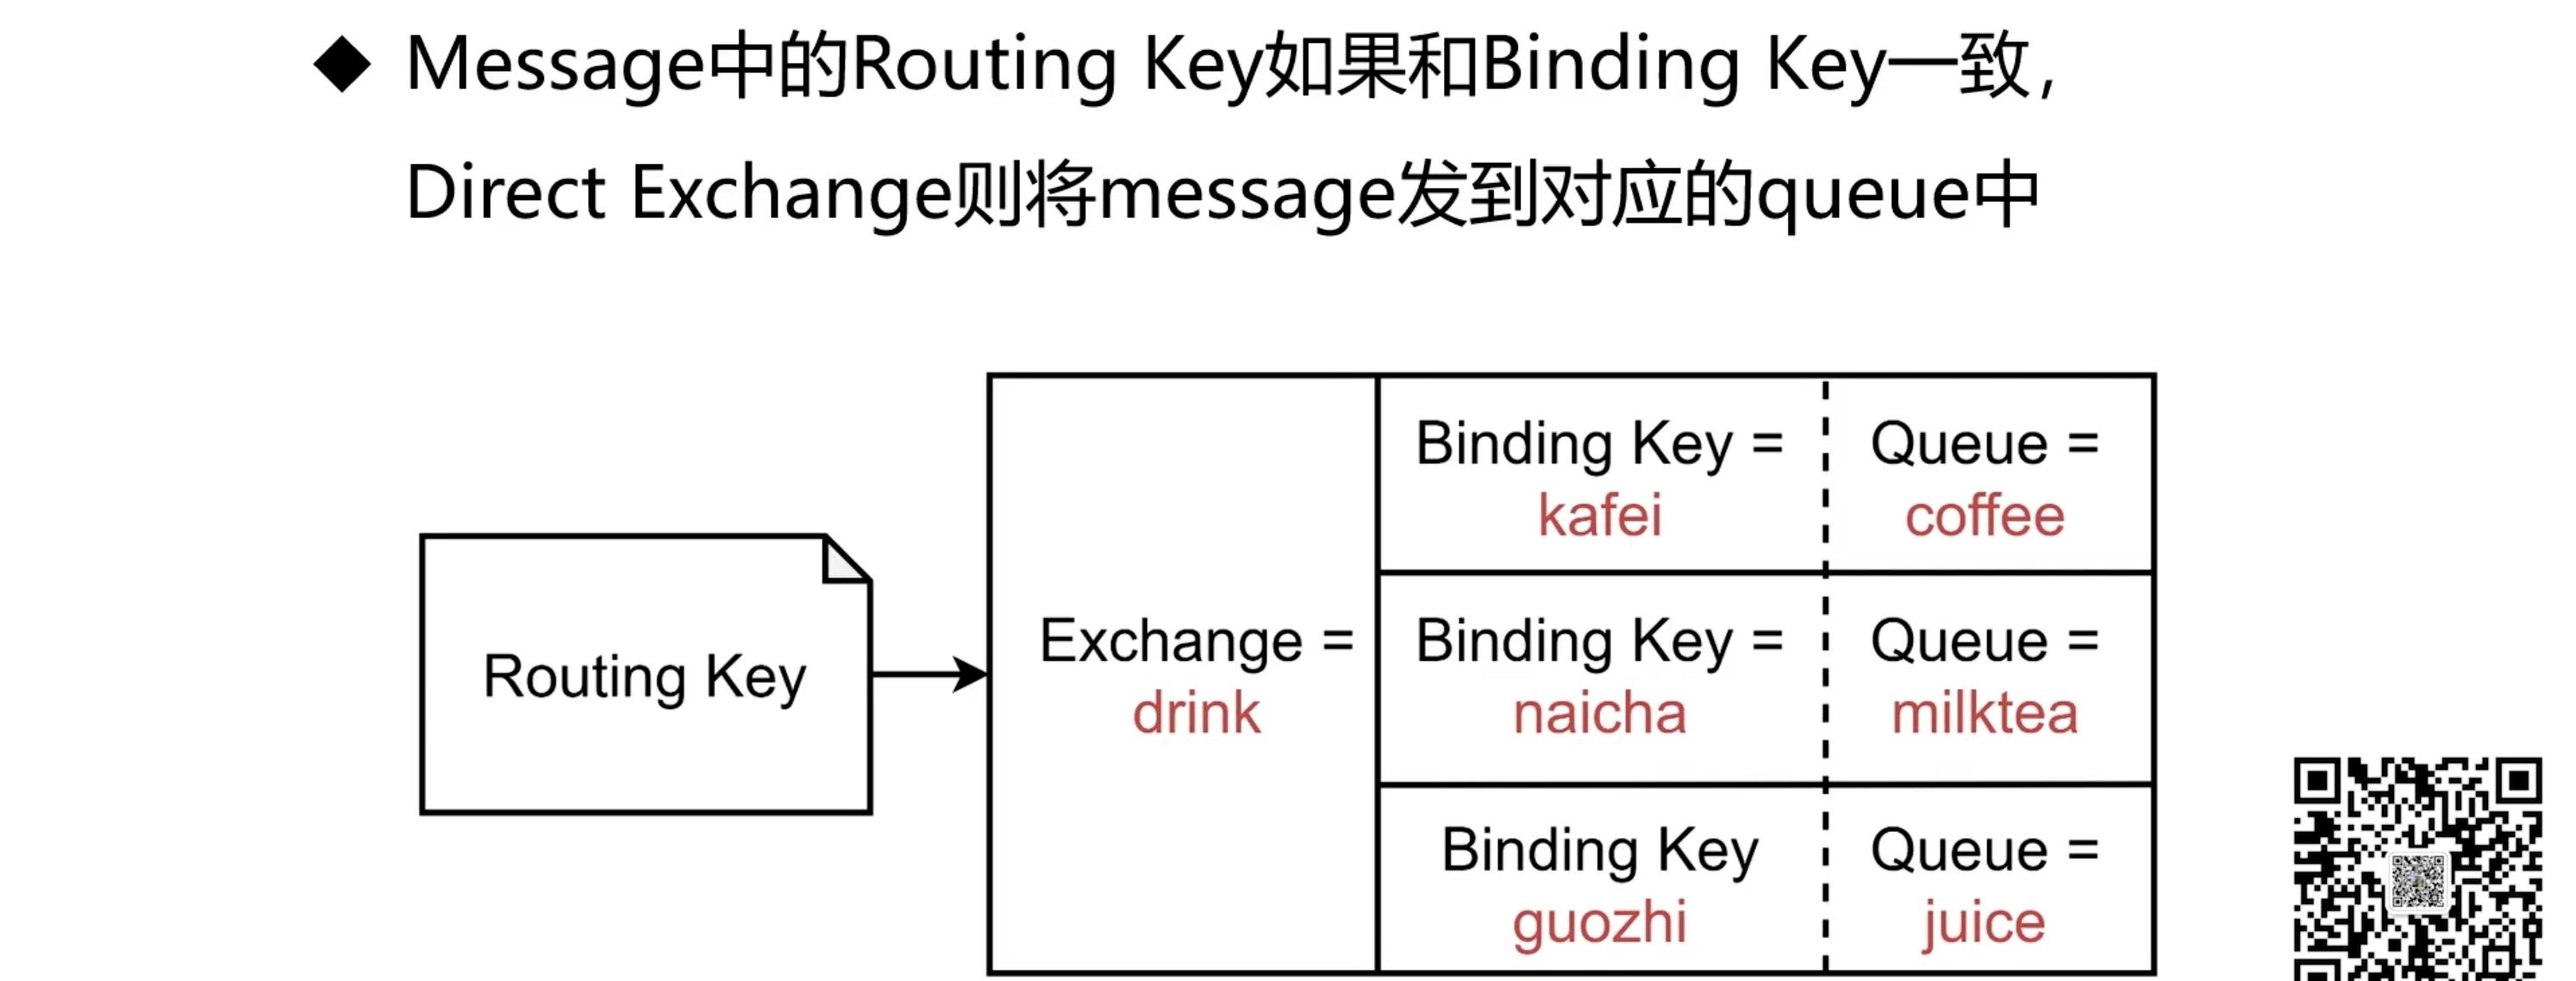 Message中的Routing Key如果和Binding Key一致，
Direct Exchange则将message发到对应的queue中
Routing Key
Exchange =
drink
Binding Key =
kafei
Queue =
coffee
Binding Key =
naicha
Queue =
milktea
Binding Key
guozhi
Queue =
juice